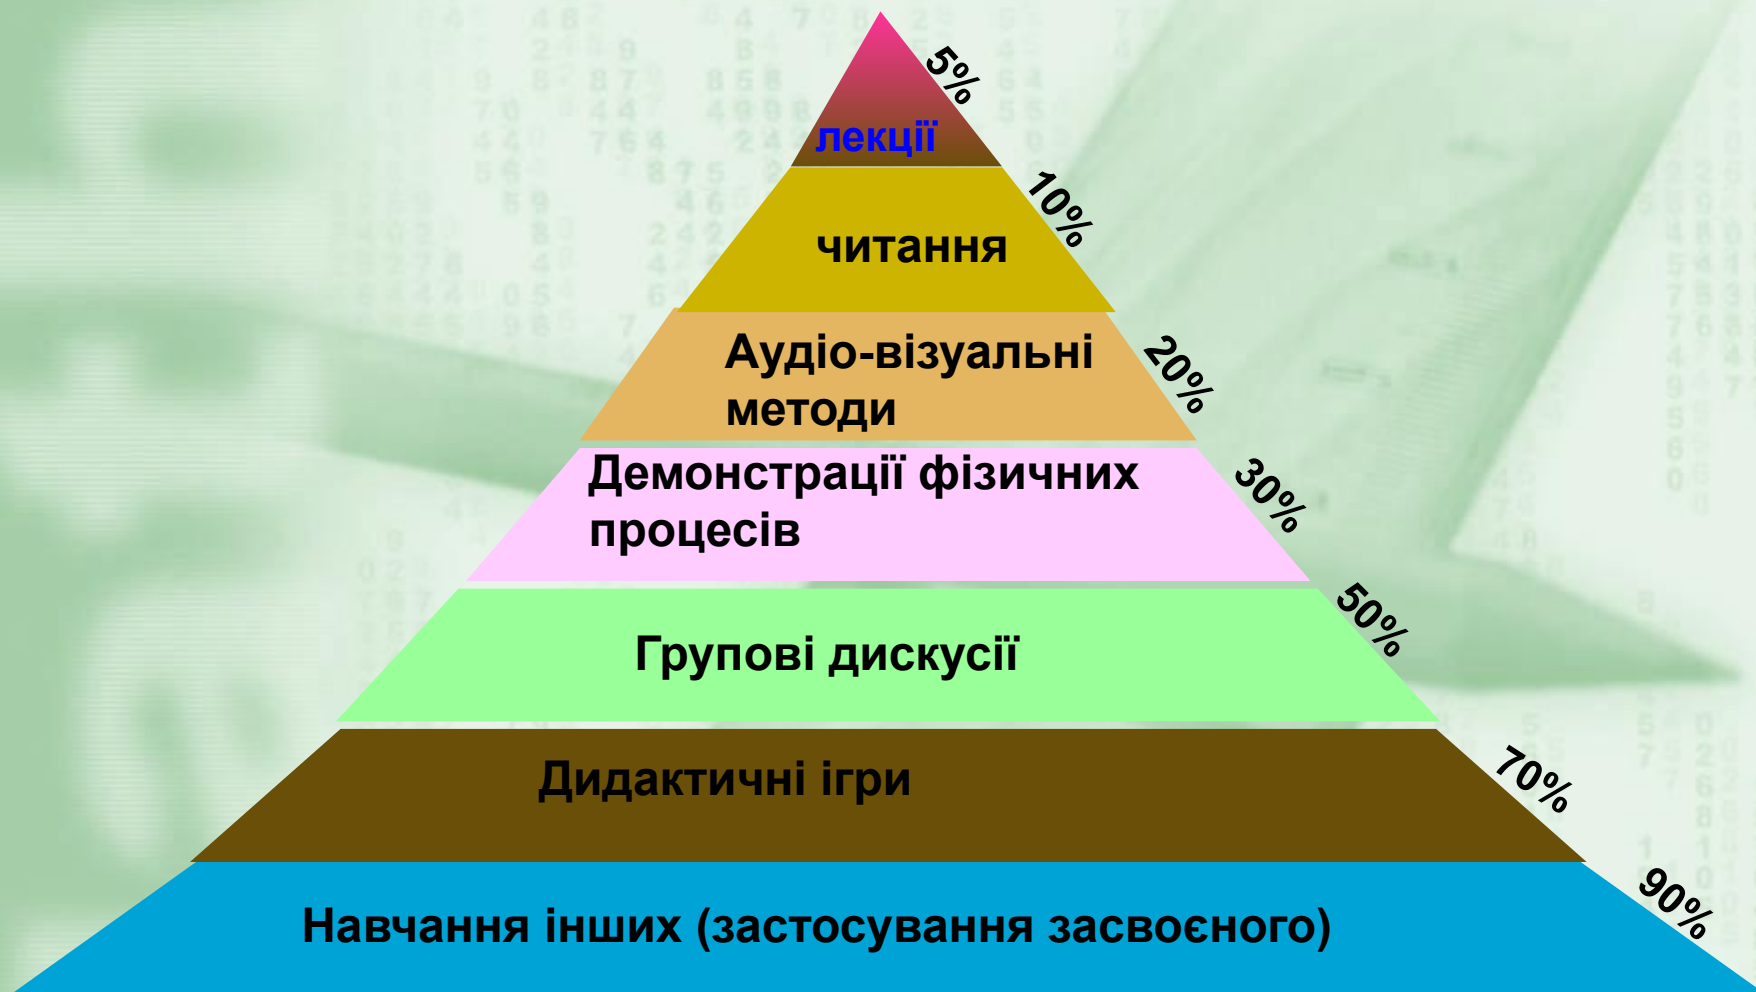 5%
лекції
10%
читання
20%
Аудіо-візуальні
методи
30%
Демонстрації фізичних
процесів
50%
Групові дискусії
70%
Дидактичні ігри
90%
Навчання інших (застосування засвоєного)